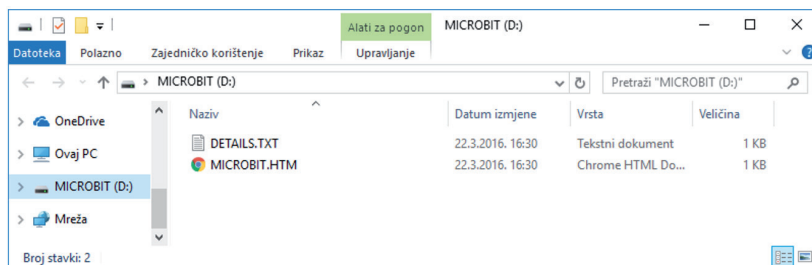 Alati za pogon MICROBIT (D:)
Datoteka Polazno Zajedničko korištenje Prikaz Upravljanje
MICROBIT (D:) Pretraži "MICROBIT (D:)"
Naziv Datum izmjene Vrsta Veličina
OneDrive
DETAILS.TXT 22.3.2016. 16:30 Tekstni dokument 1 KB
Ovaj PC
MICROBIT.HTM 22.3.2016. 16:30 Chrome HTML Do... 1 KB
MICROBIT (D:)
Mreža
Broj stavki: 2